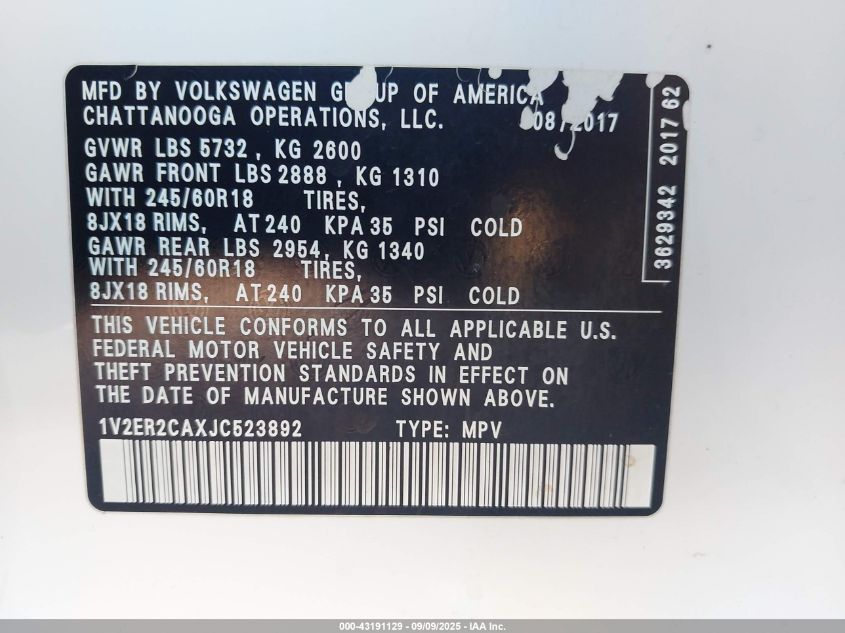 MFD BY VOLKSWAGEN G UP OF AMERICA
CHATTANOOGA OPERATIONS, LLC. 08/2017
GVWR LBS 5732, KG 2600
GAWR FRONT LBS 2888, KG 1310
WITH 245/60R18 TIRES,
8JX18 RIMS, AT 240 KPA 35 PSI COLD
GAWR REAR LBS 2954, KG 1340
WITH 245/60R18 TIRES,
8JX18 RIMS, AT 240 KPA 35 PSI COLD
THIS VEHICLE CONFORMS TO ALL APPLICABLE U.S.
FEDERAL MOTOR VEHICLE SAFETY AND
THEFT PREVENTION STANDARDS IN EFFECT ON
THE DATE OF MANUFACTURE SHOWN ABOVE.
1V2ER2CAXJC523892 TYPE: MPV
3629342 2017 62
000-43191129 - 09/09/2025 - IAA Inc.